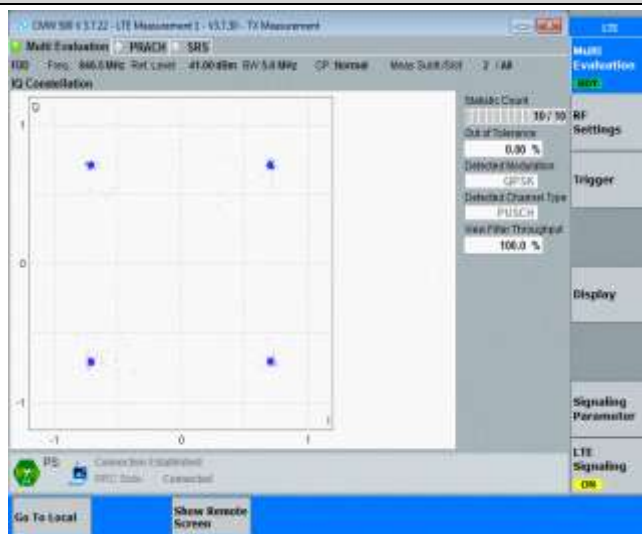 CMW 500 V 3.7.22 - LTE Measurement 1 - V3.7.30 - TX Measurement
LTE
Multi Evaluation PRACH SRS
Multi
Evaluation
RDY
FDD Freq.: MHz Ref. Level: 41.00 dBm BW: 5.0 MHz CP: Normal Meas Subfr/Slot: 2 / All
IQ Constellation
Q
1
0
-1
-1 0 1
I
Statistic Count
10 / 10
Out of Tolerance
0.00 %
Detected Modulation
QPSK
Detected Channel Type
PUSCH
View Filter Throughput
100.0 %
RF
Settings
Trigger
Display
Signaling
Parameter
LTE
Signaling
ON
PS: Connection Established
RRC State: Connected
Go To Local
Show Remote
Screen